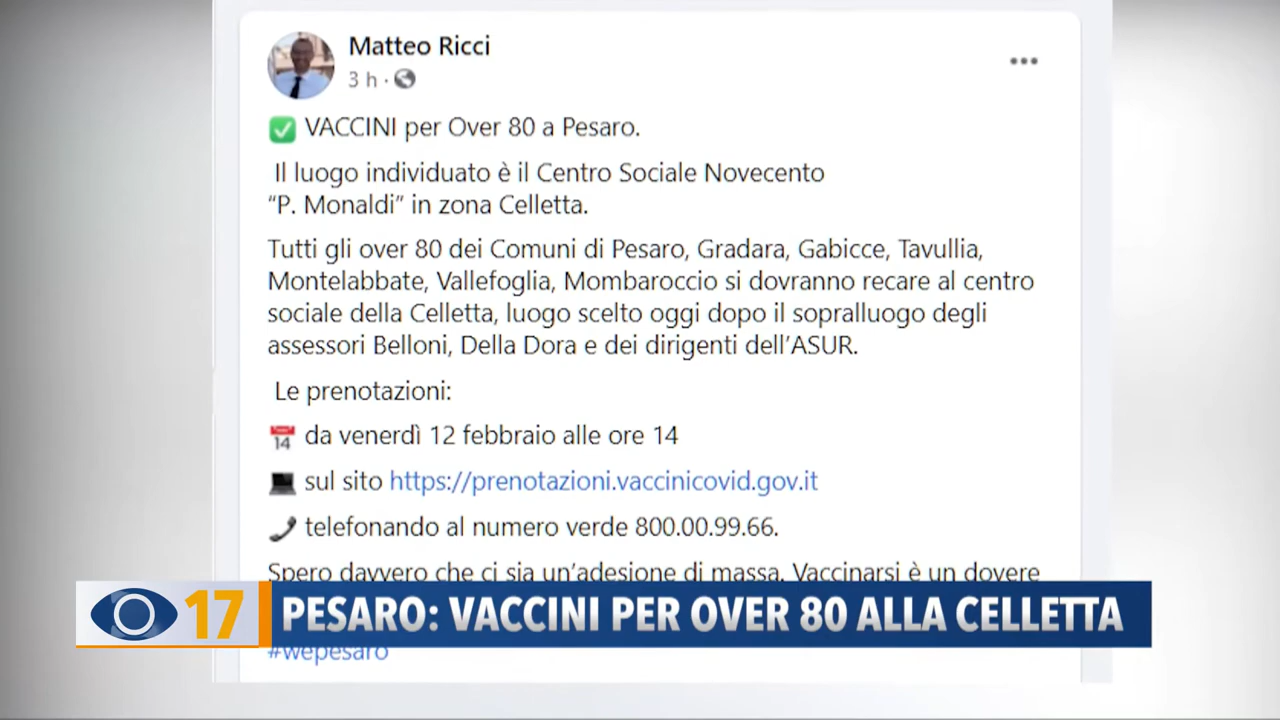 Matteo Ricci
3 h ·
VACCINI per Over 80 a Pesaro.
Il luogo individuato è il Centro Sociale Novecento
“P. Monaldi” in zona Celletta.
Tutti gli over 80 dei Comuni di Pesaro, Gradara, Gabicce, Tavullia,
Montelabbate, Vallefoglia, Mombaroccio si dovranno recare al centro
sociale della Celletta, luogo scelto oggi dopo il sopralluogo degli
assessori Belloni, Della Dora e dei dirigenti dell’ASUR.
Le prenotazioni:
14 da venerdì 12 febbraio alle ore 14
sul sito https://prenotazioni.vaccinicovid.gov.it
telefonando al numero verde 800.00.99.66.
Spero davvero che ci sia un’adesione di massa. Vaccinarsi è un dovere
17 PESARO: VACCINI PER OVER 80 ALLA CELLETTA
#wepesaro